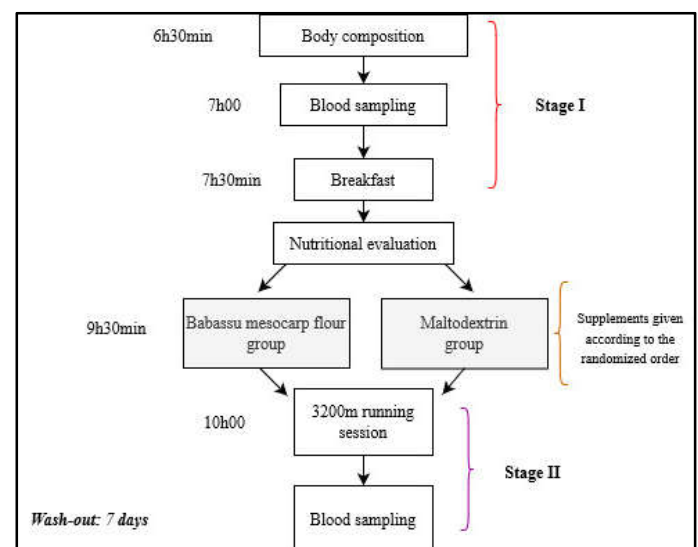 6h30min
Body composition
7h00
Blood sampling
Stage I
7h30min
Breakfast
Nutritional evaluation
9h30min
Babassu mesocarp flour
group
Maltodextrin
group
Supplements given
according to the
randomized order
10h00
3200m running
session
Stage II
Wash-out: 7 days
Blood sampling